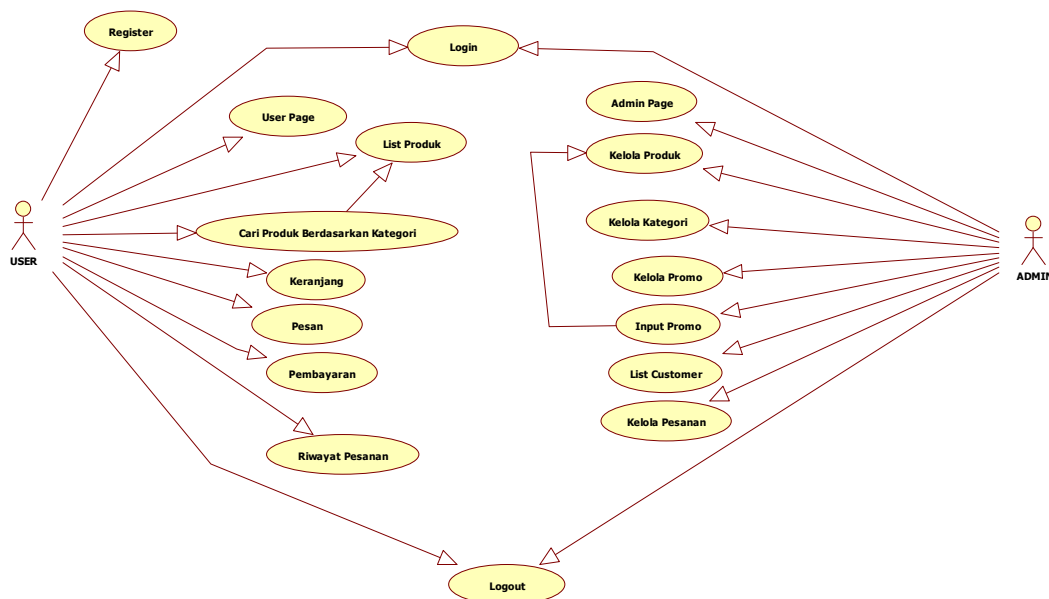 Register
Login
Admin Page
User Page
List Produk
Kelola Produk
Cari Produk Berdasarkan Kategori
Kelola Kategori
USER
ADMIN
Keranjang
Kelola Promo
Pesan
Input Promo
Pembayaran
List Customer
Kelola Pesanan
Riwayat Pesanan
Logout